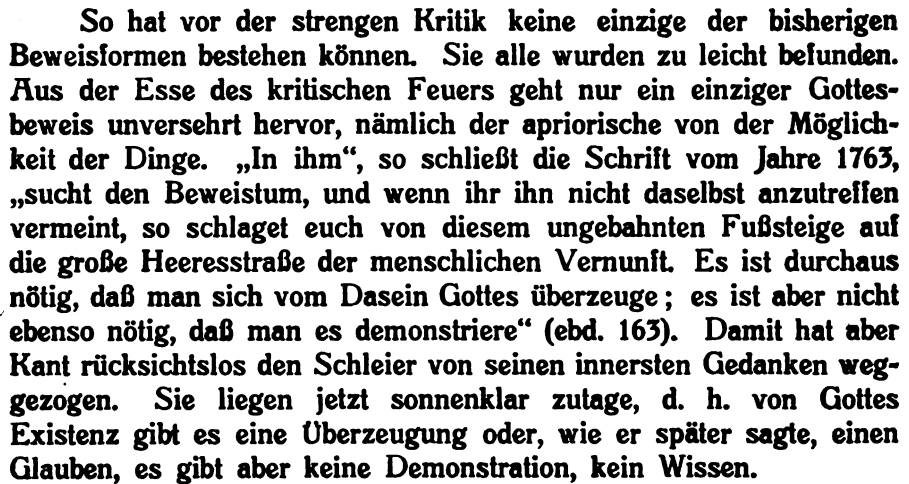 So hat vor der strengen Kritik keine einzige der bisherigen
Beweisformen bestehen können. Sie alle wurden zu leicht befunden.
Aus der Esse des kritischen Feuers geht nur ein einziger Gottes-
beweis unversehrt hervor, nämlich der apriorische von der Möglich-
keit der Dinge. „In ihm“, so schließt die Schrift vom Jahre 1763,
„sucht den Beweistum, und wenn ihr ihn nicht daselbst anzutreffen
vermeint, so schlaget euch von diesem ungebahnten Fußsteige auf
die große Heeresstraße der menschlichen Vernunft. Es ist durchaus
nötig, daß man sich vom Dasein Gottes überzeuge; es ist aber nicht
ebenso nötig, daß man es demonstriere“ (ebd. 163). Damit hat aber
Kant rücksichtslos den Schleier von seinen innersten Gedanken weg-
gezogen. Sie liegen jetzt sonnenklar zutage, d. h. von Gottes
Existenz gibt es eine Überzeugung oder, wie er später sagte, einen
Glauben, es gibt aber keine Demonstration, kein Wissen.